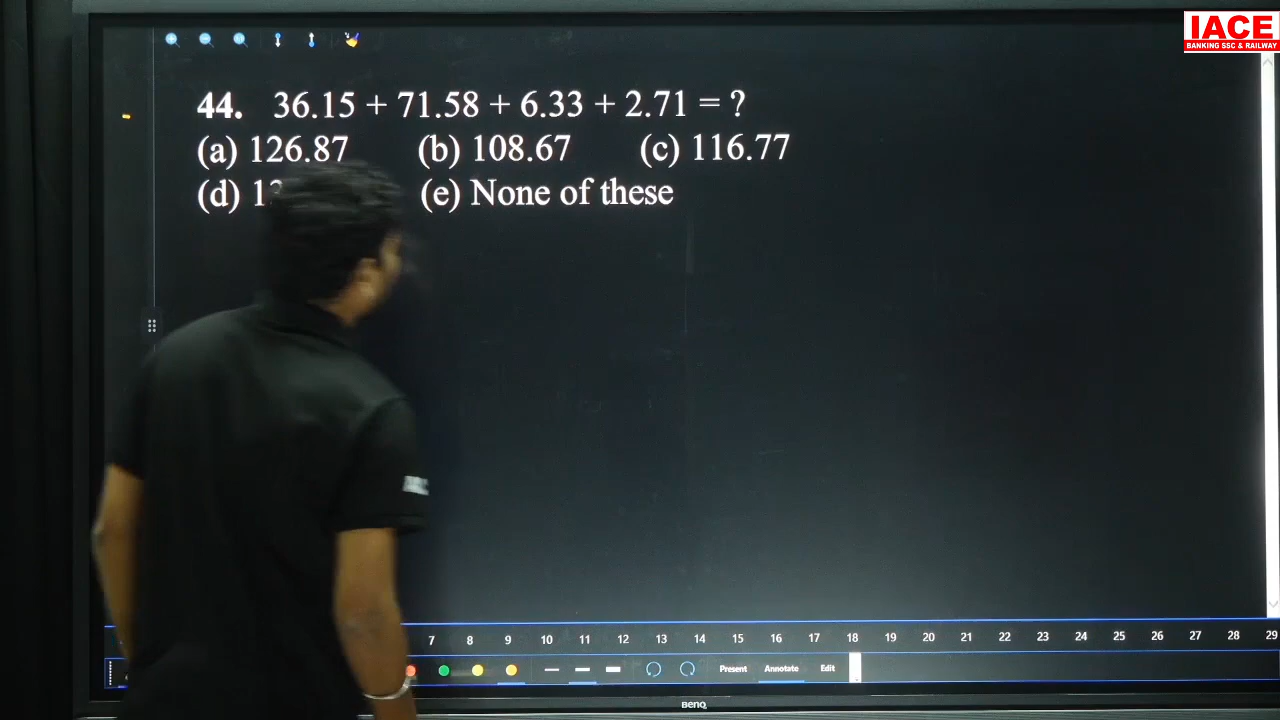 IACE
BANKING SSC & RAILWAY
44. 36.15 + 71.58 + 6.33 + 2.71 = ?
(a) 126.87 (b) 108.67 (c) 116.77
(d) (e) None of these
7 8 9 10 11 12 13 14 15 16 17 18 19 20 21 22 23 24 25 26 27 28 29
Present Annotate Edit
BenQ